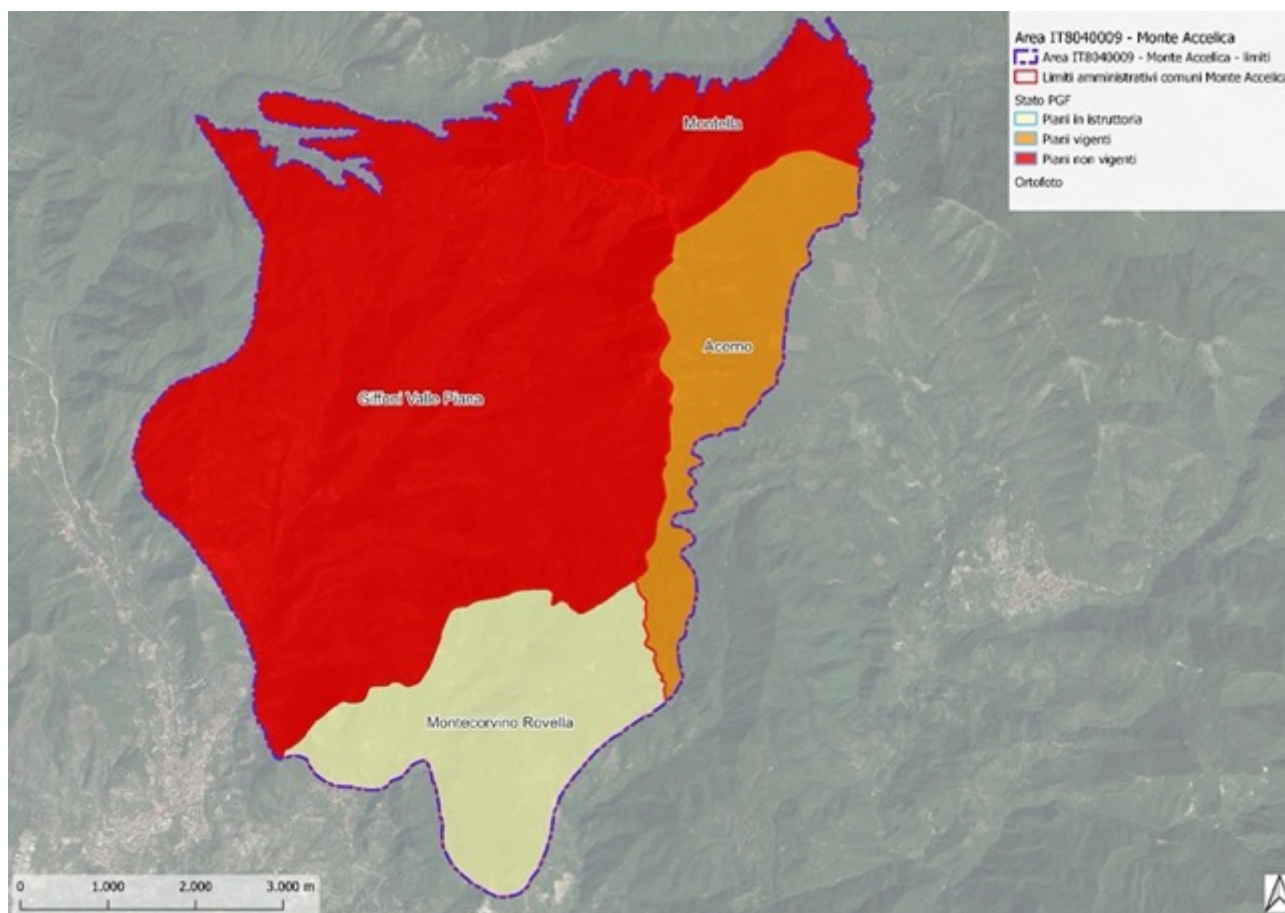 Area IT8040009 - Monte Accelica
Area IT8040009 - Monte Accelica - limiti
Limiti amministrativi comuni Monte Accelica
Stato PGF
Piani in istruttoria
Piani vigenti
Piani non vigenti
Ortofoto
Montella
Acerno
Giffoni Valle Piana
Montecorvino Rovella
0 1.000 2.000 3.000 m